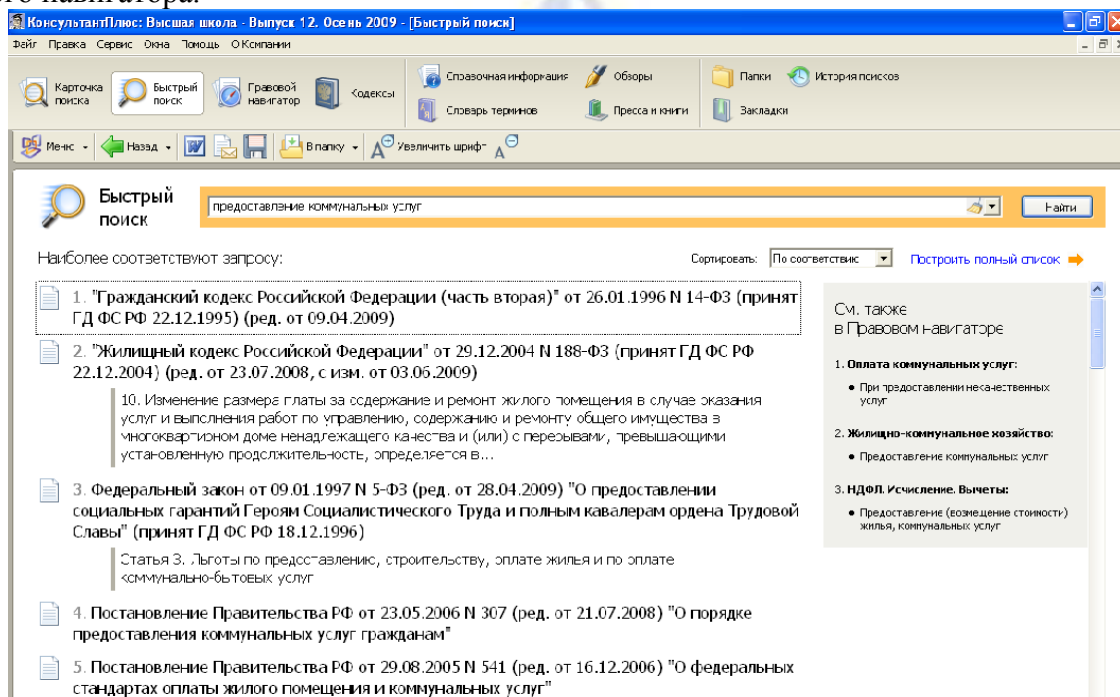 ого навигатора.
КонсультантПлюс: Высшая школа - Выпуск 12. Осень 2009 - [Быстрый поиск]
Файл Правка Сервис Окна Помощь О Компании
Карточка поиска Быстрый поиск Правовой навигатор Кодексы Справочная информация Обзоры Папки История поисков
Словарь терминов Пресса и книги Закладки
Меню Назад В папку Увеличить шрифт
Быстрый поиск
предоставление коммунальных услуг
Найти
Наиболее соответствуют запросу:
Сортировать: По соответствию Построить полный список
1. "Гражданский кодекс Российской Федерации (часть вторая)" от 26.01.1996 N 14-ФЗ (принят
ГД ФС РФ 22.12.1995) (ред. от 09.04.2009)
2. "Жилищный кодекс Российской Федерации" от 29.12.2004 N 188-ФЗ (принят ГД ФС РФ
22.12.2004) (ред. от 23.07.2008, с изм. от 03.06.2009)
10. Изменение размера платы за содержание и ремонт жилого помещения в случае оказания
услуг и выполнения работ по управлению, содержанию и ремонту общего имущества в
многоквартирном доме ненадлежащего качества и (или) с перерывами, превышающими
установленную продолжительность, определяется в...
3. Федеральный закон от 09.01.1997 N 5-ФЗ (ред. от 28.04.2009) "О предоставлении
социальных гарантий Героям Социалистического Труда и полным кавалерам ордена Трудовой
Славы" (принят ГД ФС РФ 18.12.1996)
Статья 3. Льготы по предоставлению, строительству, оплате жилья и по оплате
коммунально-бытовых услуг
4. Постановление Правительства РФ от 23.05.2006 N 307 (ред. от 21.07.2008) "О порядке
предоставления коммунальных услуг гражданам"
5. Постановление Правительства РФ от 29.08.2005 N 541 (ред. от 16.12.2006) "О федеральных
стандартах оплаты жилого помещения и коммунальных услуг"
См. также
в Правовом навигаторе
1. Оплата коммунальных услуг:
При предоставлении некачественных
услуг
2. Жилищно-коммунальное хозяйство:
Предоставление коммунальных услуг
3. НДФЛ. Исчисление. Вычеты:
Предоставление (возмещение стоимости)
жилья, коммунальных услуг